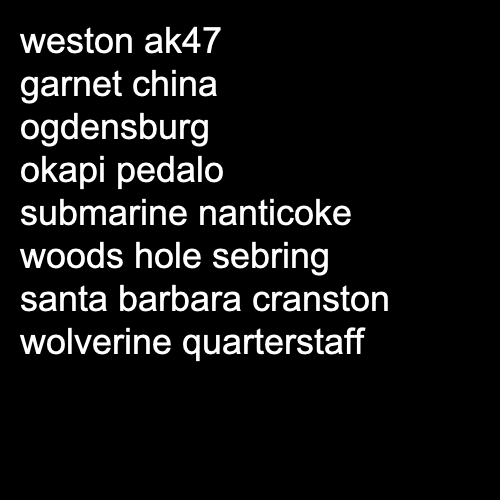 weston ak47
garnet china
ogdensburg
okapi pedalo
submarine nanticoke
woods hole sebring
santa barbara cranston
wolverine quarterstaff